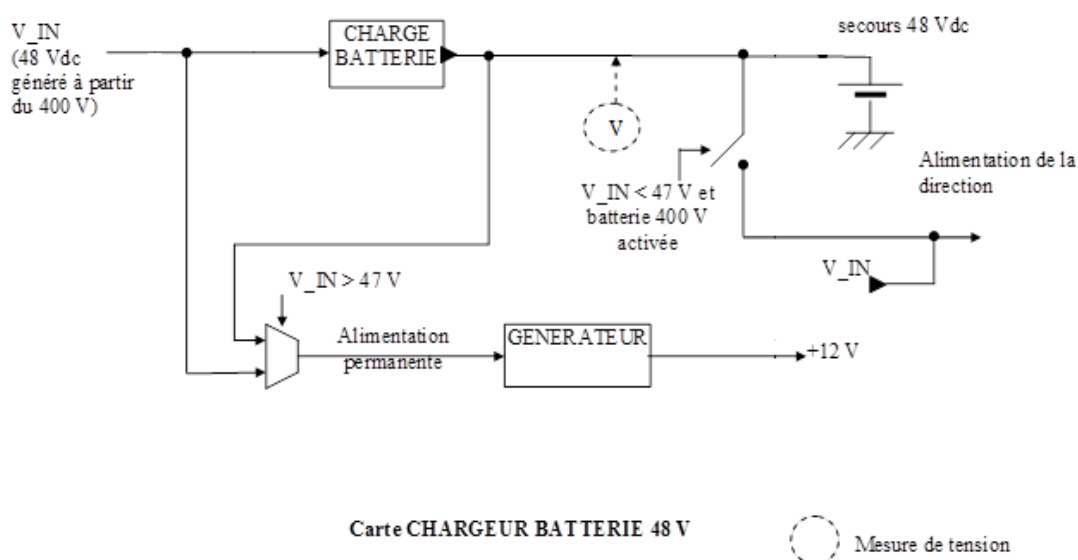 V_IN
(48 Vdc
généré à partir
du 400 V)
CHARGE
BATTERIE
secours 48 Vdc
V
V_IN < 47 V et
batterie 400 V
activée
Alimentation de la
direction
V_IN
V_IN > 47 V
Alimentation
permanente
GENERATEUR
+12 V
Carte CHARGEUR BATTERIE 48 V
Mesure de tension